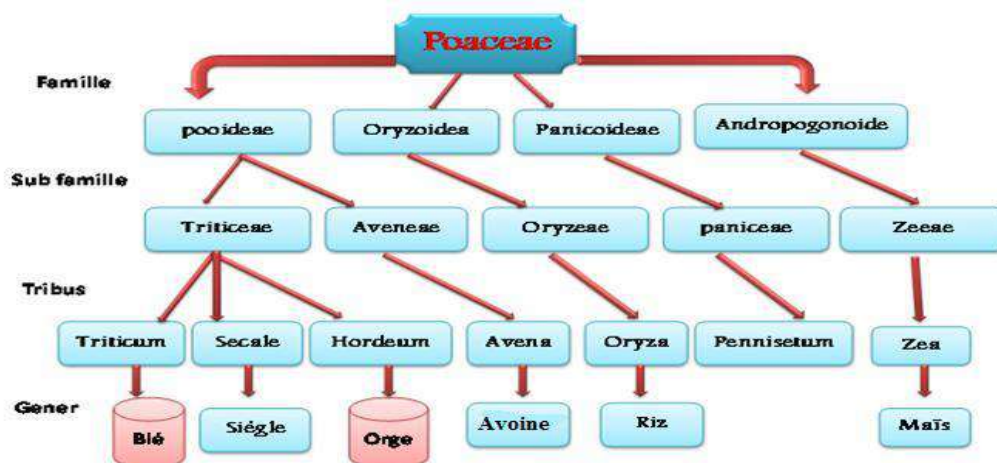 Poaceae
Famille
pooideae Oryzoidea Panicoideae Andropogonoide
Sub famille
Triticeae Aveneae Oryzeae paniceae Zeeae
Tribus
Triticum Secale Hordeum Avena Oryza Pennisetum Zea
Gener
Blé Siégle Orge Avoine Riz Maïs